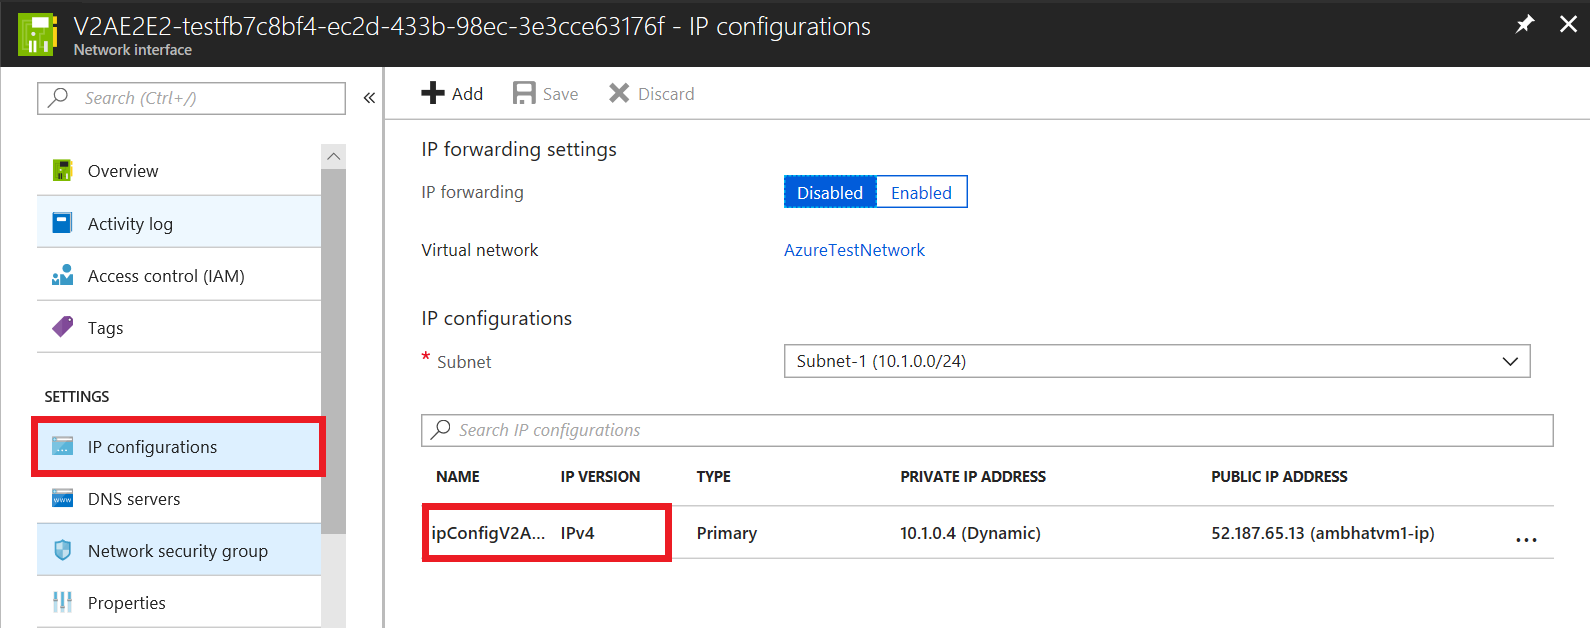 V2AE2E2-testfb7c8bf4-ec2d-433b-98ec-3e3cce63176f - IP configurations
Network interface
Search (Ctrl+/)
«
Overview
Activity log
Access control (IAM)
Tags
SETTINGS
IP configurations
DNS servers
Network security group
Properties
Add Save Discard
IP forwarding settings
IP forwarding Disabled Enabled
Virtual network AzureTestNetwork
IP configurations
* Subnet Subnet-1 (10.1.0.0/24)
Search IP configurations
NAME IP VERSION TYPE PRIVATE IP ADDRESS PUBLIC IP ADDRESS
ipConfigV2A... IPv4 Primary 10.1.0.4 (Dynamic) 52.187.65.13 (ambhatvm1-ip) ...